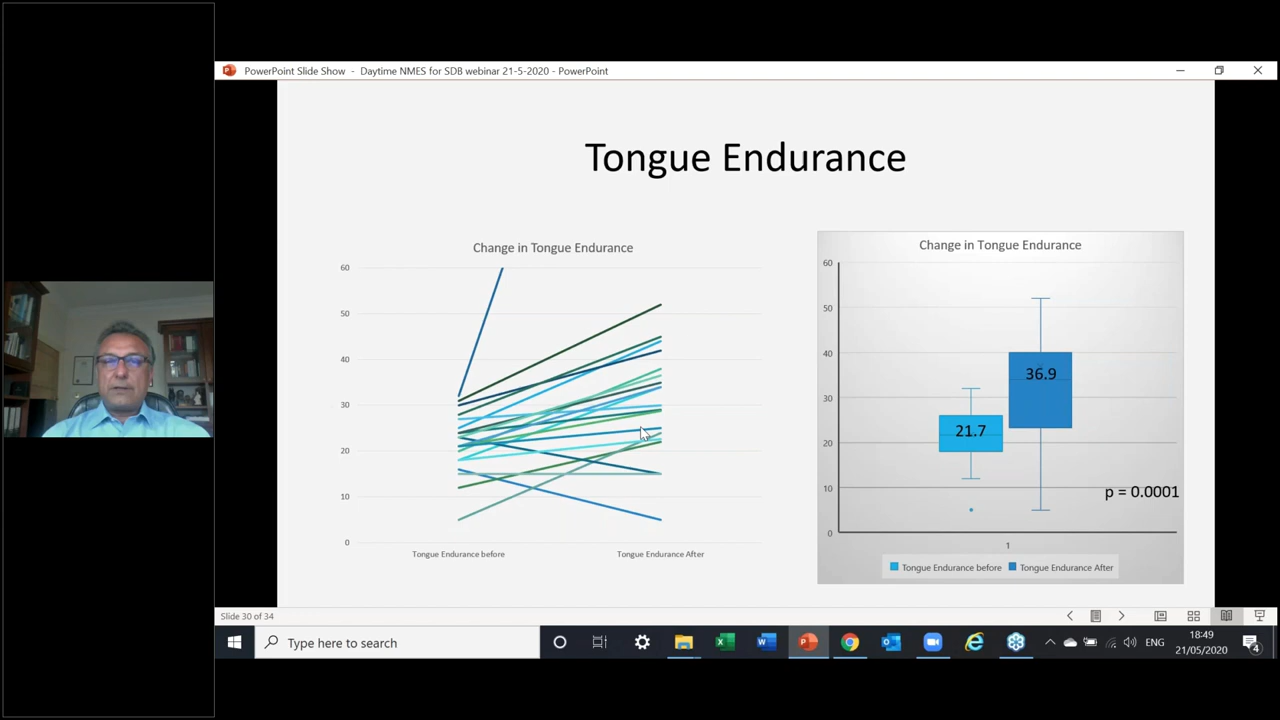 PowerPoint Slide Show - Daytime NMES for SDB webinar 21-5-2020 - PowerPoint
Tongue Endurance
Change in Tongue Endurance
60
50
40
30
20
10
0
Tongue Endurance before
Tongue Endurance After
Change in Tongue Endurance
60
50
40
30
20
10
0
21.7
36.9
p = 0.0001
1
Tongue Endurance before
Tongue Endurance After
Slide 30 of 34
Type here to search
ENG
18:49
21/05/2020
4